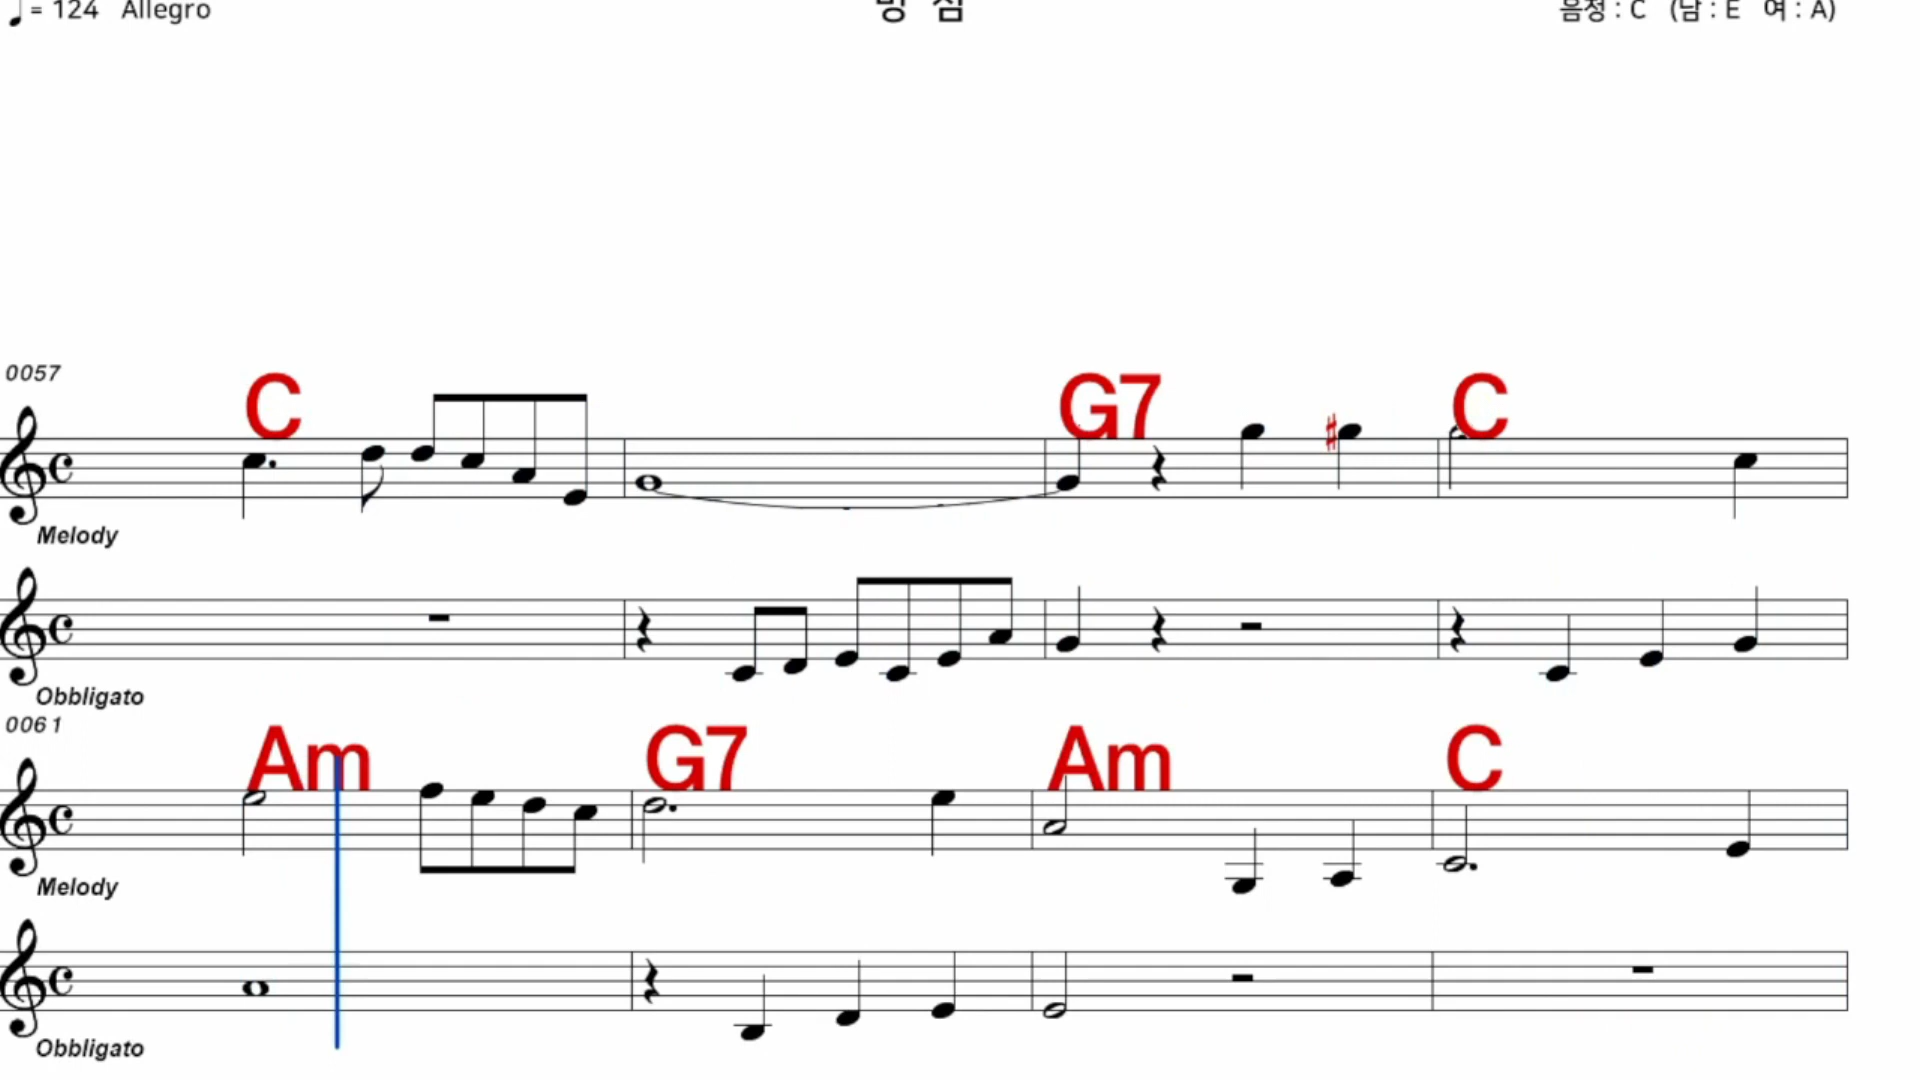 ♩ = 124 Allegro
음정 : C (남 : E 여 : A)
0057
C G7 C
Melody
Obbligato
0061
Am G7 Am C
Melody
Obbligato